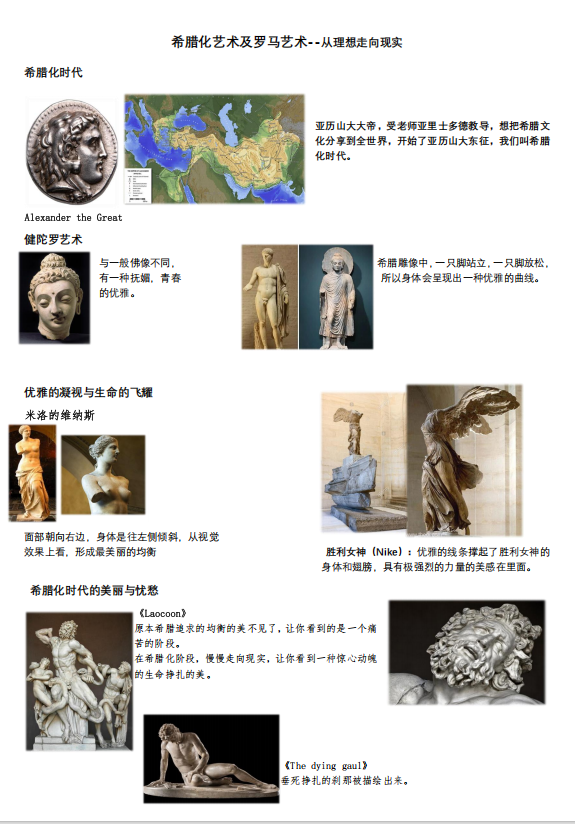 希腊化艺术及罗马艺术--从理想走向现实
希腊化时代
亚历山大大帝，受老师亚里士多德教导，想把希腊文
化分享到全世界，开始了亚历山大东征，我们叫希腊
化时代。
Alexander the Great
健陀罗艺术
与一般佛像不同，
有一种抚媚，青春
的优雅。
希腊雕像中，一只脚站立，一只脚放松，
所以身体会呈现出一种优雅的曲线。
优雅的凝视与生命的飞耀
米洛的维纳斯
面部朝向右边，身体是往左侧倾斜，从视觉
效果上看，形成最美丽的均衡
胜利女神（Nike）：优雅的线条撑起了胜利女神的
身体和翅膀，具有极强烈的力量的美感在里面。
希腊化时代的美丽与忧愁
《Laocoon》
原本希腊追求的均衡的美不见了，让你看到的是一个痛
苦的阶段。
在希腊化阶段，慢慢走向现实，让你看到一种惊心动魄
的生命挣扎的美。
《The dying gaul》
垂死挣扎的刹那被描绘出来。